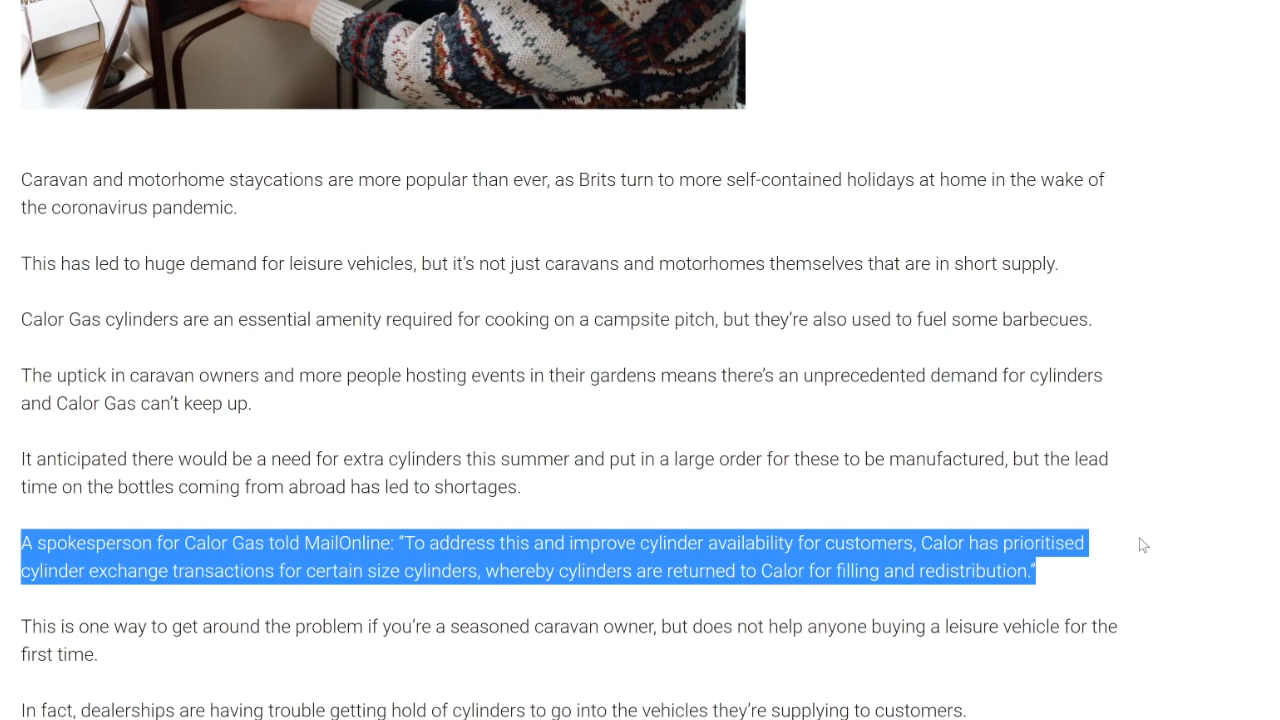 Caravan and motorhome staycations are more popular than ever, as Brits turn to more self-contained holidays at home in the wake of
the coronavirus pandemic.
This has led to huge demand for leisure vehicles, but it’s not just caravans and motorhomes themselves that are in short supply.
Calor Gas cylinders are an essential amenity required for cooking on a campsite pitch, but they’re also used to fuel some barbecues.
The uptick in caravan owners and more people hosting events in their gardens means there’s an unprecedented demand for cylinders
and Calor Gas can’t keep up.
It anticipated there would be a need for extra cylinders this summer and put in a large order for these to be manufactured, but the lead
time on the bottles coming from abroad has led to shortages.
A spokesperson for Calor Gas told MailOnline: “To address this and improve cylinder availability for customers, Calor has prioritised
cylinder exchange transactions for certain size cylinders, whereby cylinders are returned to Calor for filling and redistribution.“
This is one way to get around the problem if you’re a seasoned caravan owner, but does not help anyone buying a leisure vehicle for the
first time.
In fact, dealerships are having trouble getting hold of cylinders to go into the vehicles they’re supplying to customers.